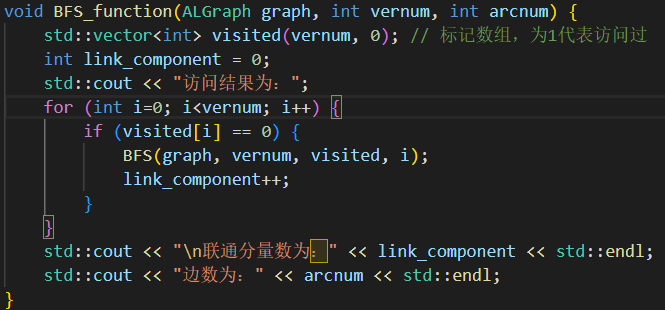 void BFS_function(ALGraph graph, int vernum, int arcnum) {
    std::vector<int> visited(vernum, 0); // 标记数组，为1代表访问过
    int link_component = 0;
    std::cout << "访问结果为：";
    for (int i=0; i<vernum; i++) {
        if (visited[i] == 0) {
            BFS(graph, vernum, visited, i);
            link_component++;
        }
    }
    std::cout << "\n联通分量数为：" << link_component << std::endl;
    std::cout << "边数为：" << arcnum << std::endl;
}